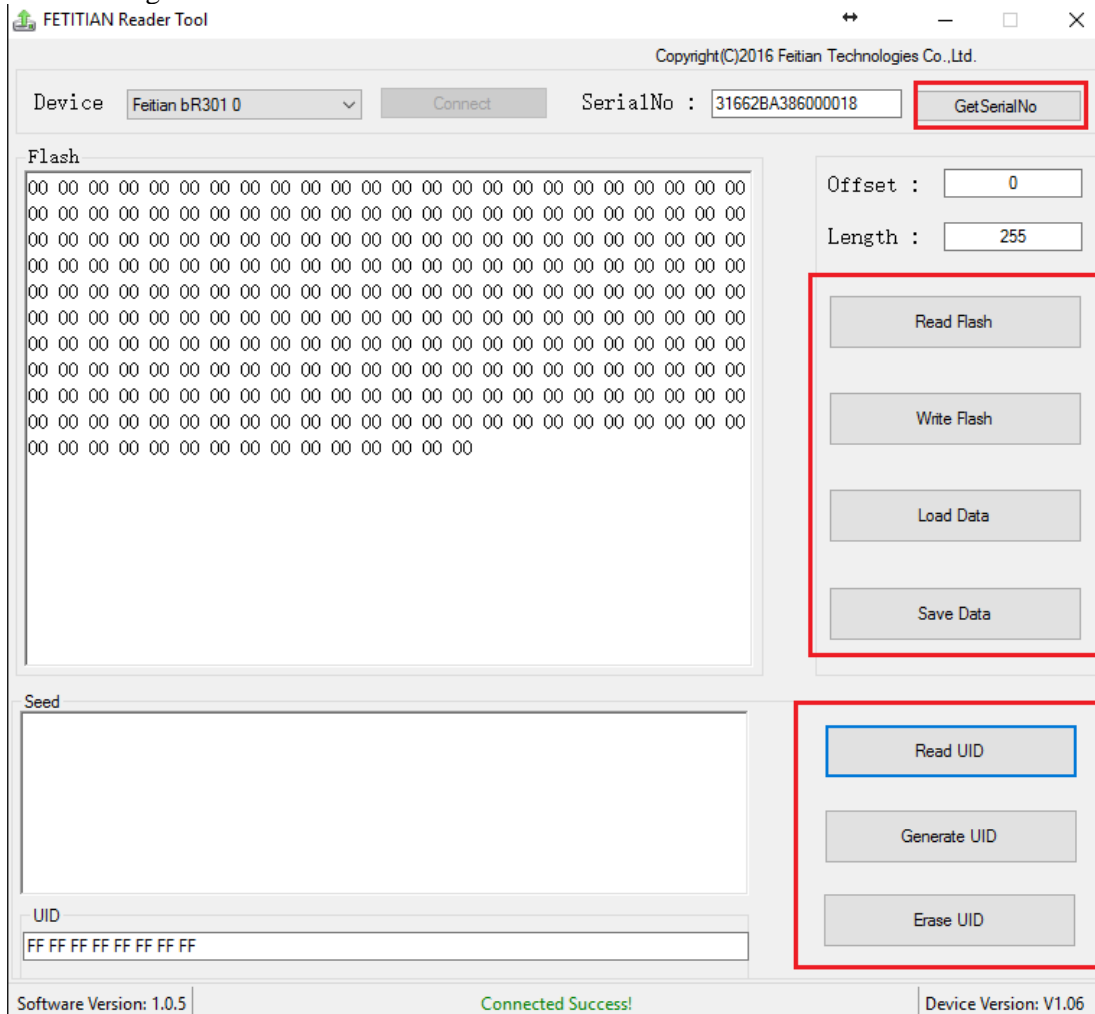 FETITIAN Reader Tool
Copyright(C)2016 Feitian Technologies Co.,Ltd.
Device Feitian bR301 0 Connect SerialNo : 31662BA386000018 GetSerialNo
Flash
00 00 00 00 00 00 00 00 00 00 00 00 00 00 00 00 00 00 00 00 00 00 00 00
00 00 00 00 00 00 00 00 00 00 00 00 00 00 00 00 00 00 00 00 00 00 00 00
00 00 00 00 00 00 00 00 00 00 00 00 00 00 00 00 00 00 00 00 00 00 00 00
00 00 00 00 00 00 00 00 00 00 00 00 00 00 00 00 00 00 00 00 00 00 00 00
00 00 00 00 00 00 00 00 00 00 00 00 00 00 00 00 00 00 00 00 00 00 00 00
00 00 00 00 00 00 00 00 00 00 00 00 00 00 00 00 00 00 00 00 00 00 00 00
00 00 00 00 00 00 00 00 00 00 00 00 00 00 00 00 00 00 00 00 00 00 00 00
00 00 00 00 00 00 00 00 00 00 00 00 00 00 00 00 00 00 00 00 00 00 00 00
00 00 00 00 00 00 00 00 00 00 00 00 00 00 00 00 00 00 00 00 00 00 00 00
00 00 00 00 00 00 00 00 00 00 00 00 00 00 00 00 00 00 00 00 00 00 00 00
00 00 00 00 00 00 00 00 00 00 00 00 00 00 00
Offset : 0
Length : 255
Read Flash
Write Flash
Load Data
Save Data
Seed
Read UID
Generate UID
Erase UID
UID
FF FF FF FF FF FF FF FF
Software Version: 1.0.5 Connected Success! Device Version: V1.06